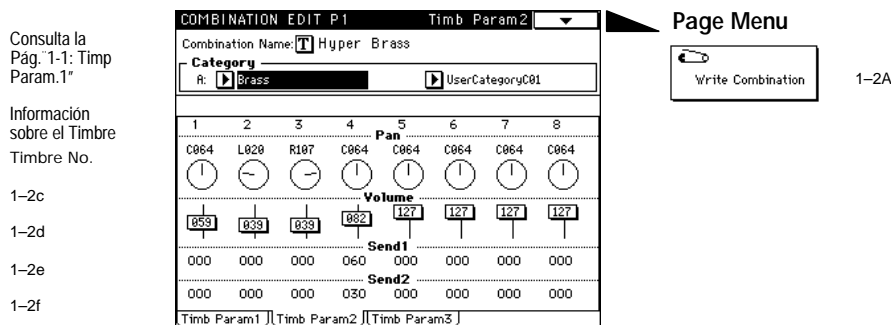 COMBINATION EDIT P1 Timb Param2
Combination Name: T Hyper Brass
Category
A: Brass UserCategoryC01
1 2 3 4 5 6 7 8
Pan
C064 L020 R107 C064 C064 C064 C064 C064
Volume
059 039 039 082 127 127 127 127
Send1
000 000 000 060 000 000 000 000
Send2
000 000 000 030 000 000 000 000
Timb Param1 Timb Param2 Timb Param3
Consulta la
Pág.¨1-1: Timp
Param.1"
Información
sobre el Timbre
Timbre No.
1–2c
1–2d
1–2e
1–2f
Page Menu
Write Combination
1–2A